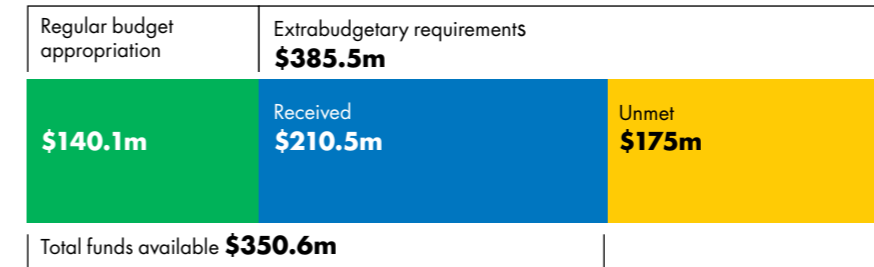 Regular budget
appropriation
Extrabudgetary requirements
$385.5m
$140.1m
Received
$210.5m
Unmet
$175m
Total funds available $350.6m